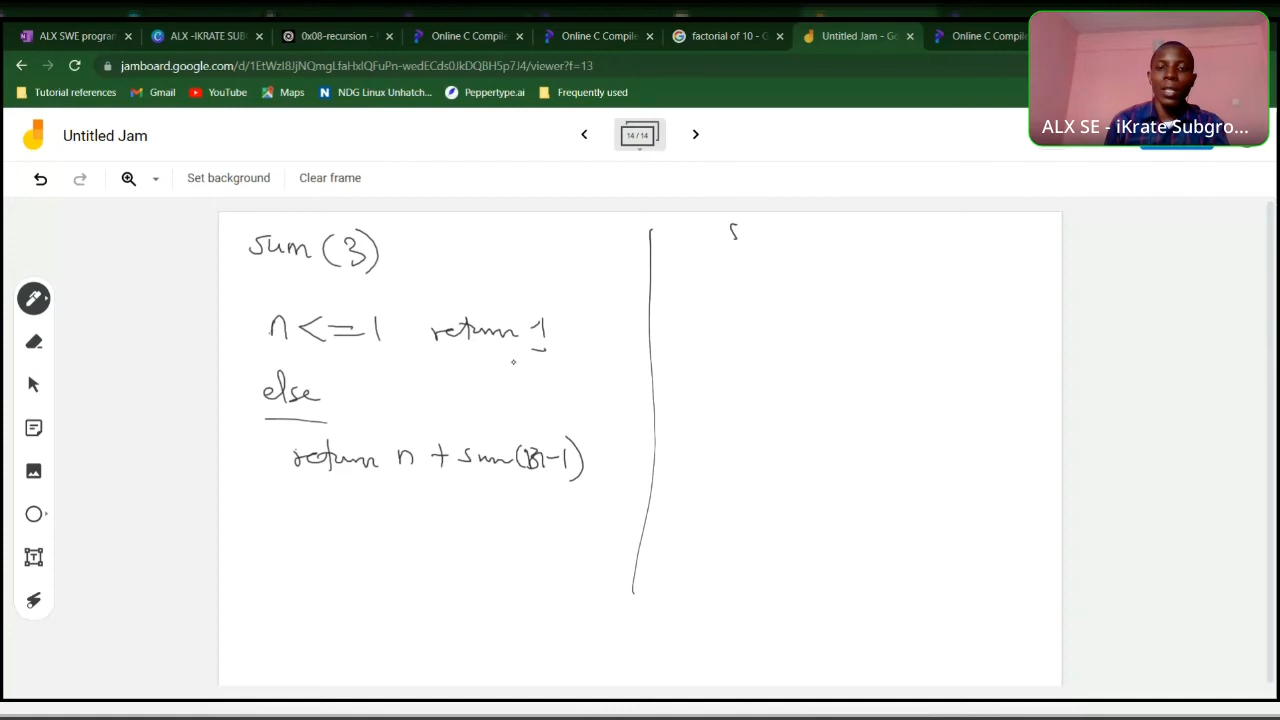 ALX SWE program
ALX -IKRATE SUB
0x08-recursion -
Online C Compile
Online C Compile
factorial of 10 - G
Untitled Jam - Go
Online C Compile
jamboard.google.com/d/1EtWzI8JjNQmgLfaHxlQFuPn-wedECds0JkDQBH5p7J4/viewer?f=13
Tutorial references
Gmail
YouTube
Maps
NDG Linux Unhatch...
Peppertype.ai
Frequently used
ALX SE - iKrate Subgro...
Untitled Jam
14 / 14
Set background
Clear frame
sum (3)
s
n <= 1 return 1
else
return n + sum(n-1)